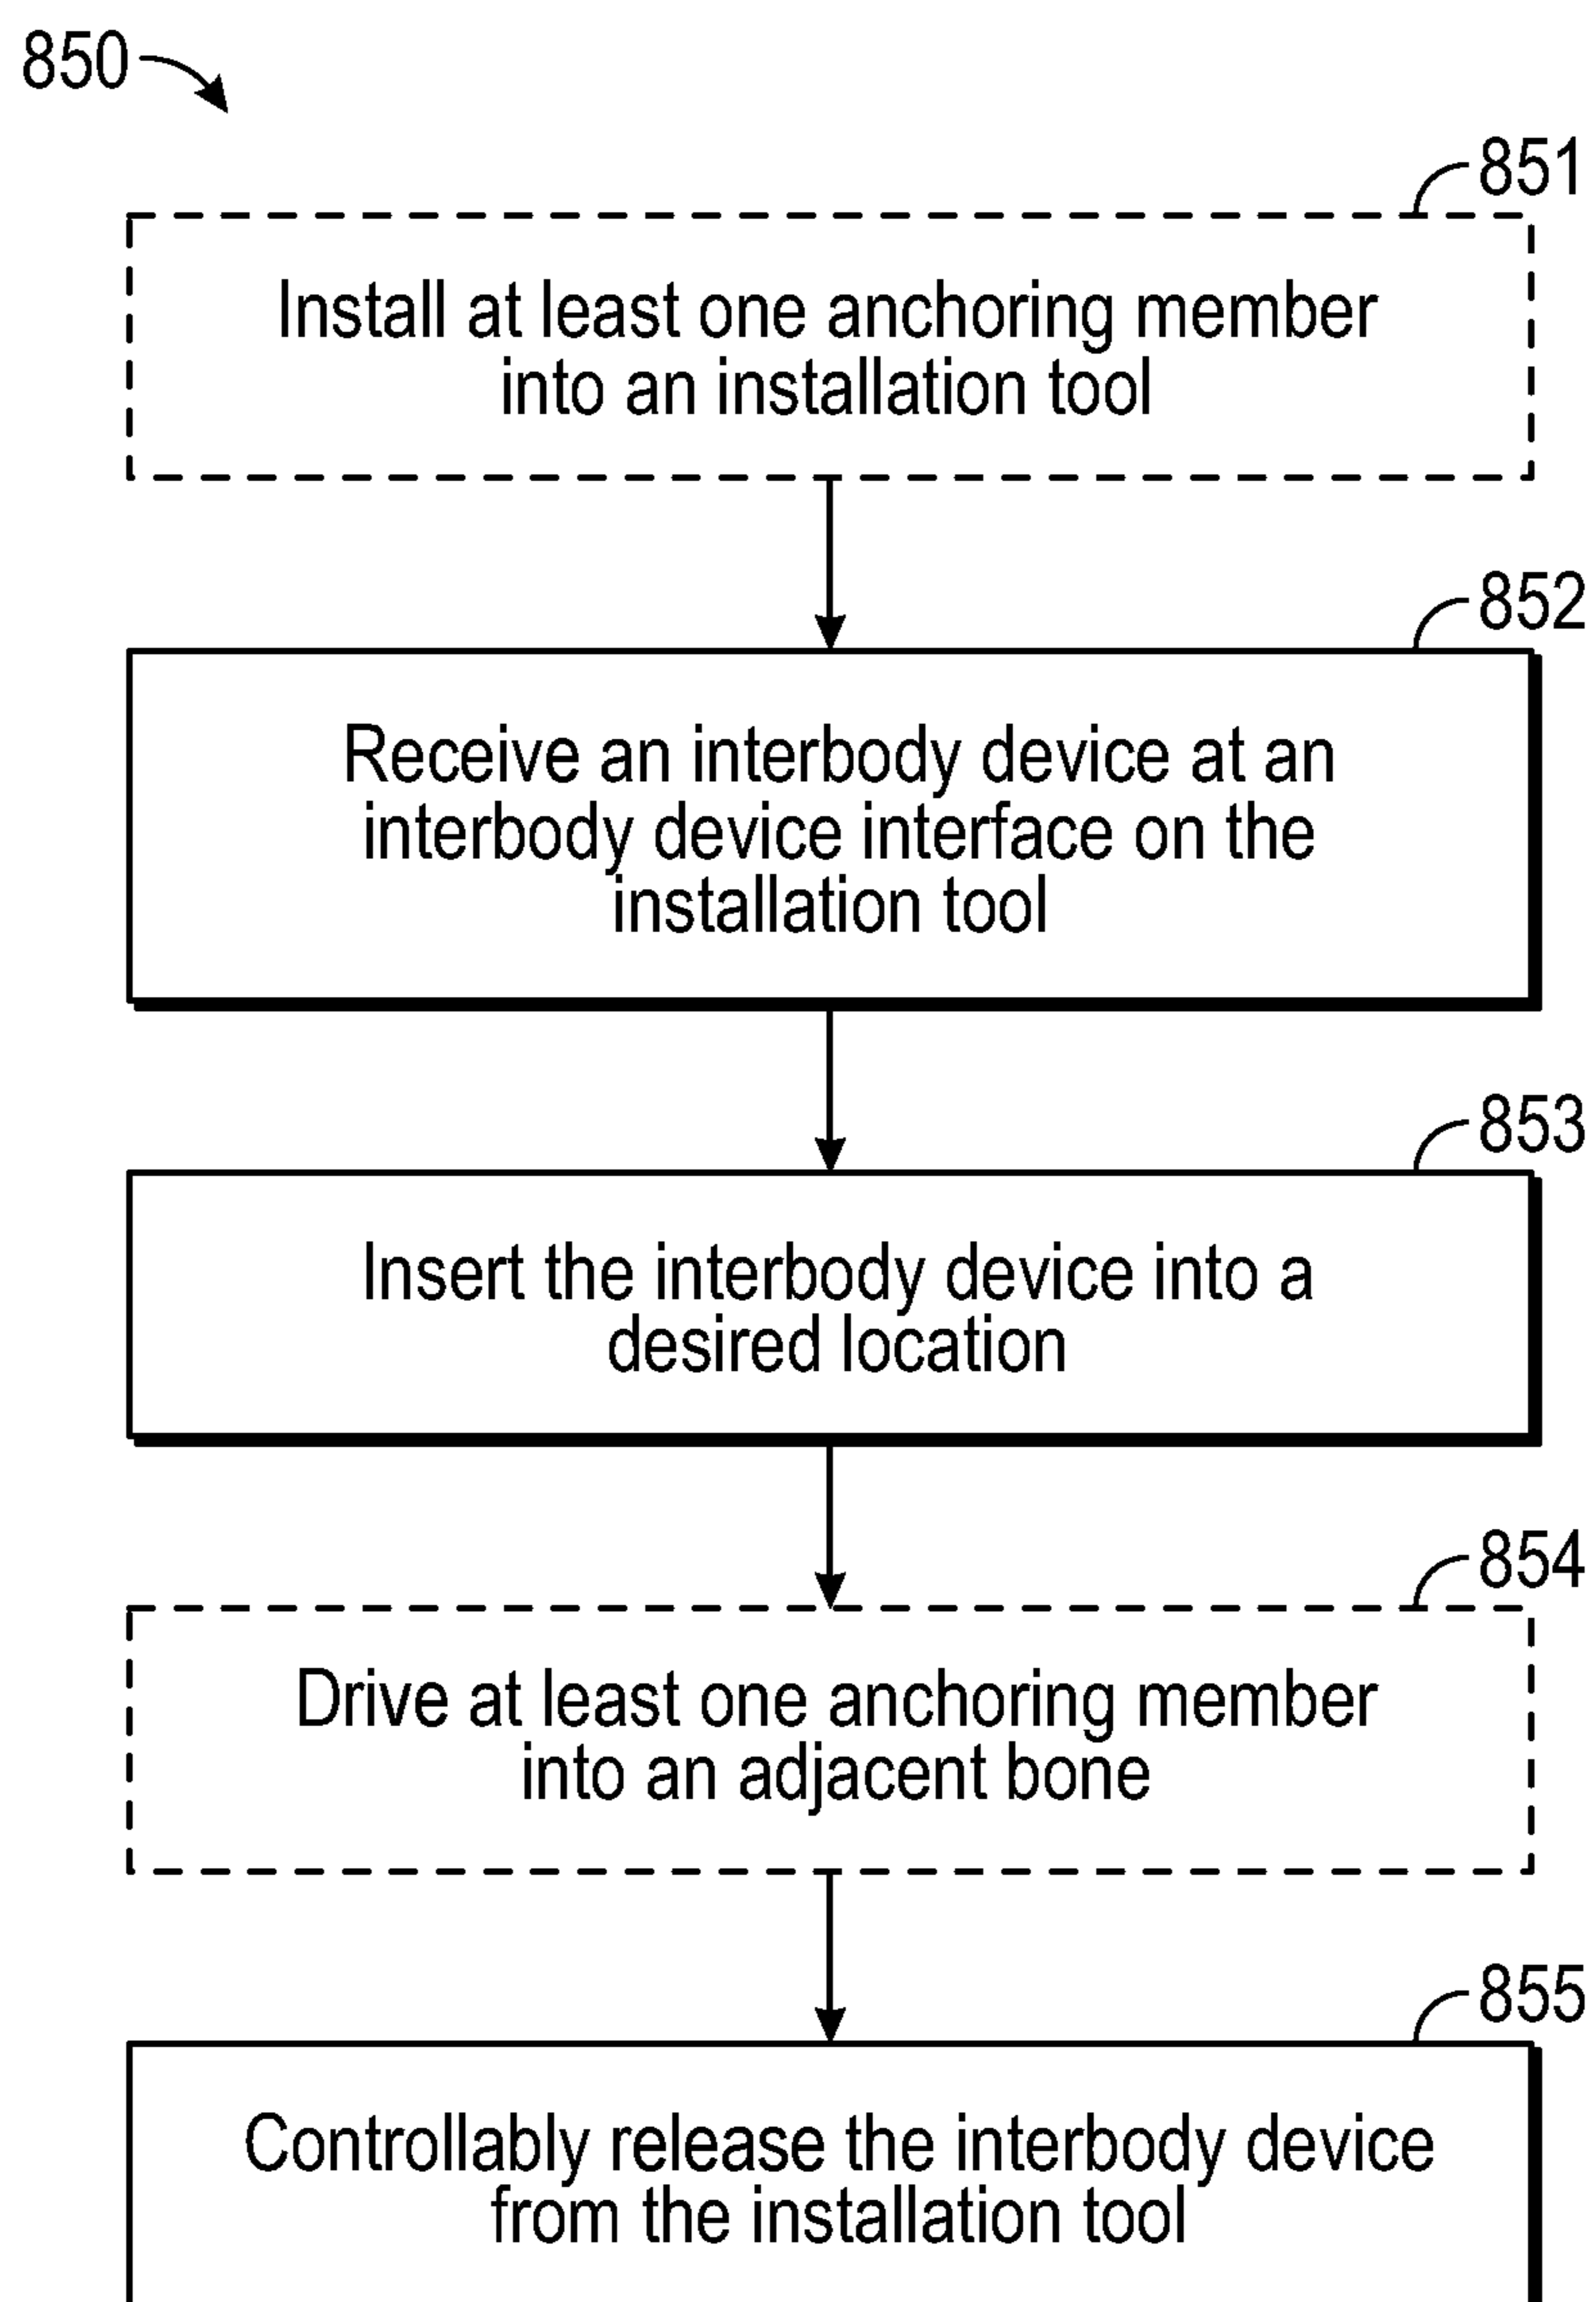 850
851
Install at least one anchoring member
into an installation tool
852
Receive an interbody device at an
interbody device interface on the
installation tool
853
Insert the interbody device into a
desired location
854
Drive at least one anchoring member
into an adjacent bone
855
Controllably release the interbody device
from the installation tool